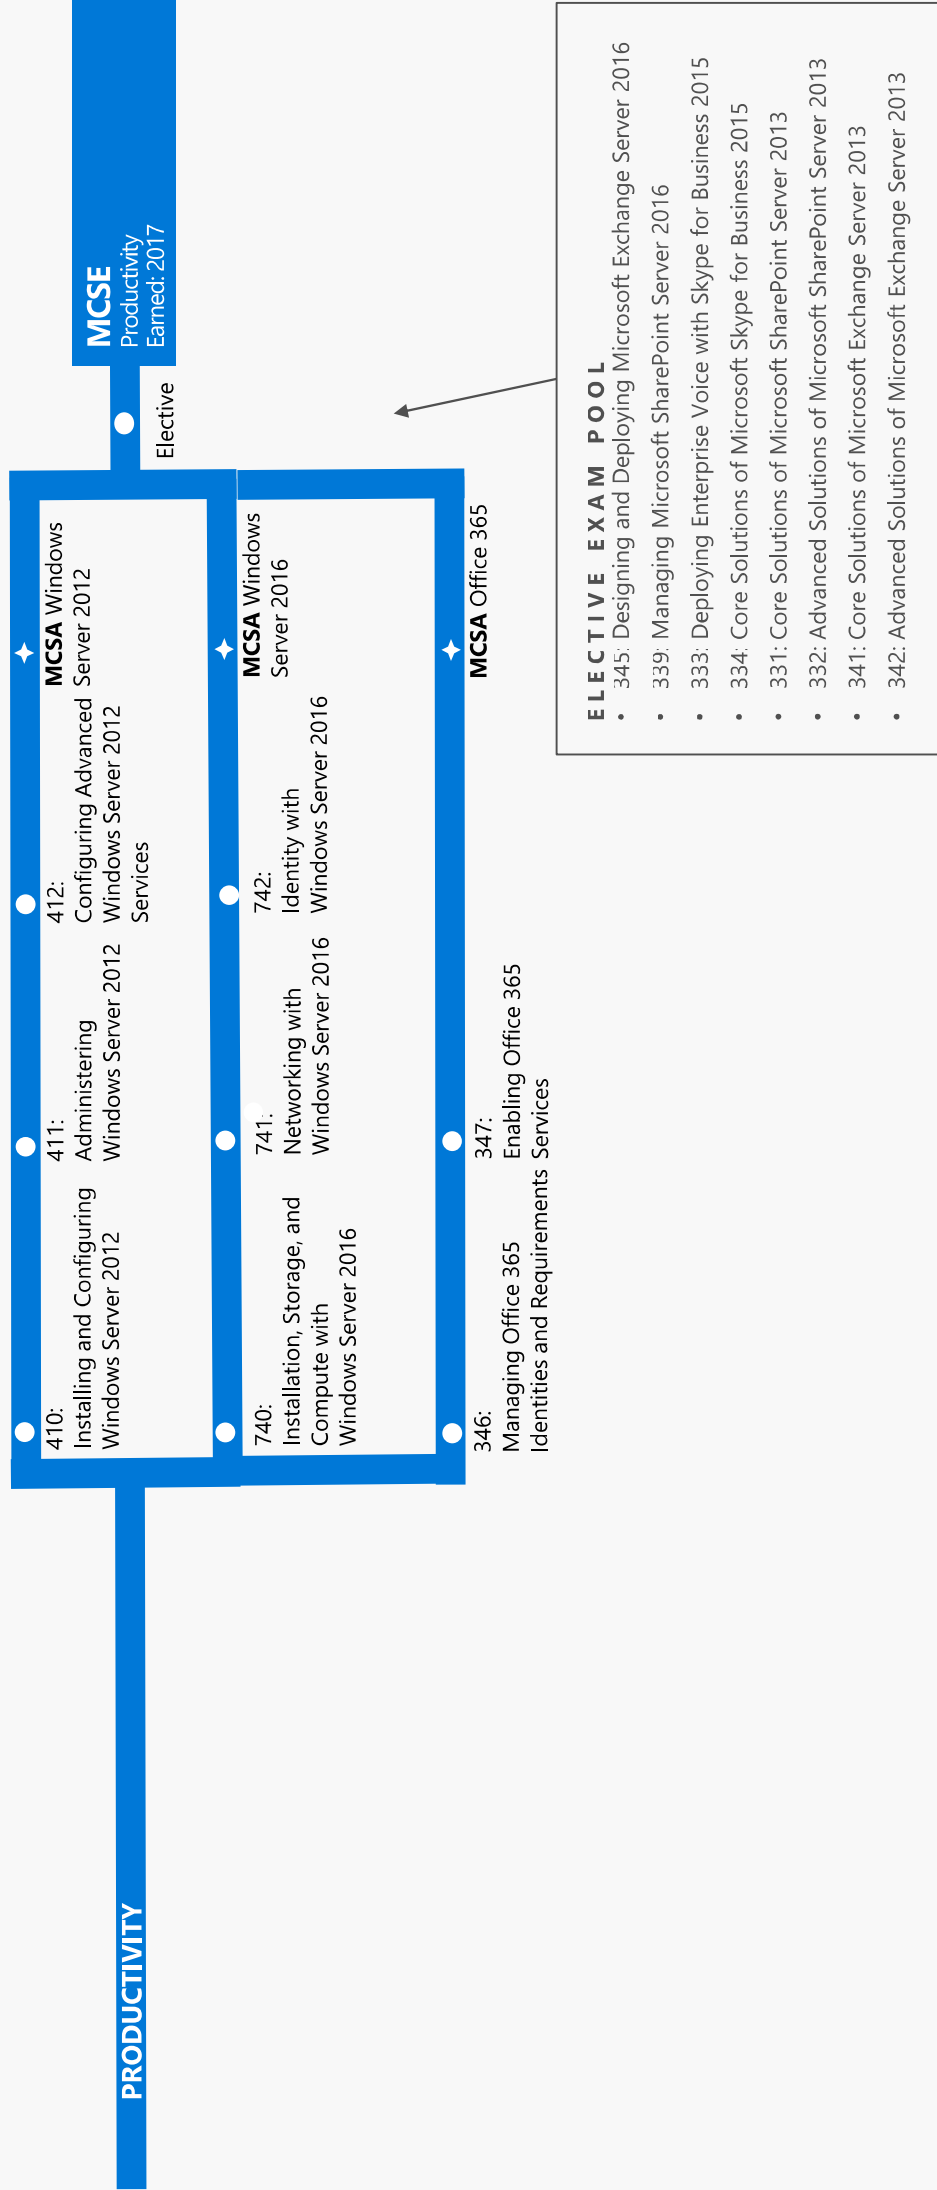 PRODUCTIVITY
410:
Installing and Configuring
Windows Server 2012
411:
Administering
Windows Server 2012
412:
Configuring Advanced
Windows Server 2012
Services
MCSA Windows
Server 2012
740:
Installation, Storage, and
Compute with
Windows Server 2016
741:
Networking with
Windows Server 2016
742:
Identity with
Windows Server 2016
MCSA Windows
Server 2016
346:
Managing Office 365
Identities and Requirements
347:
Enabling Office 365
Services
MCSA Office 365
Elective
MCSE
Productivity
Earned: 2017
ELECTIVE EXAM POOL
• 345: Designing and Deploying Microsoft Exchange Server 2016
• 339: Managing Microsoft SharePoint Server 2016
• 333: Deploying Enterprise Voice with Skype for Business 2015
• 334: Core Solutions of Microsoft Skype for Business 2015
• 331: Core Solutions of Microsoft SharePoint Server 2013
• 332: Advanced Solutions of Microsoft SharePoint Server 2013
• 341: Core Solutions of Microsoft Exchange Server 2013
• 342: Advanced Solutions of Microsoft Exchange Server 2013